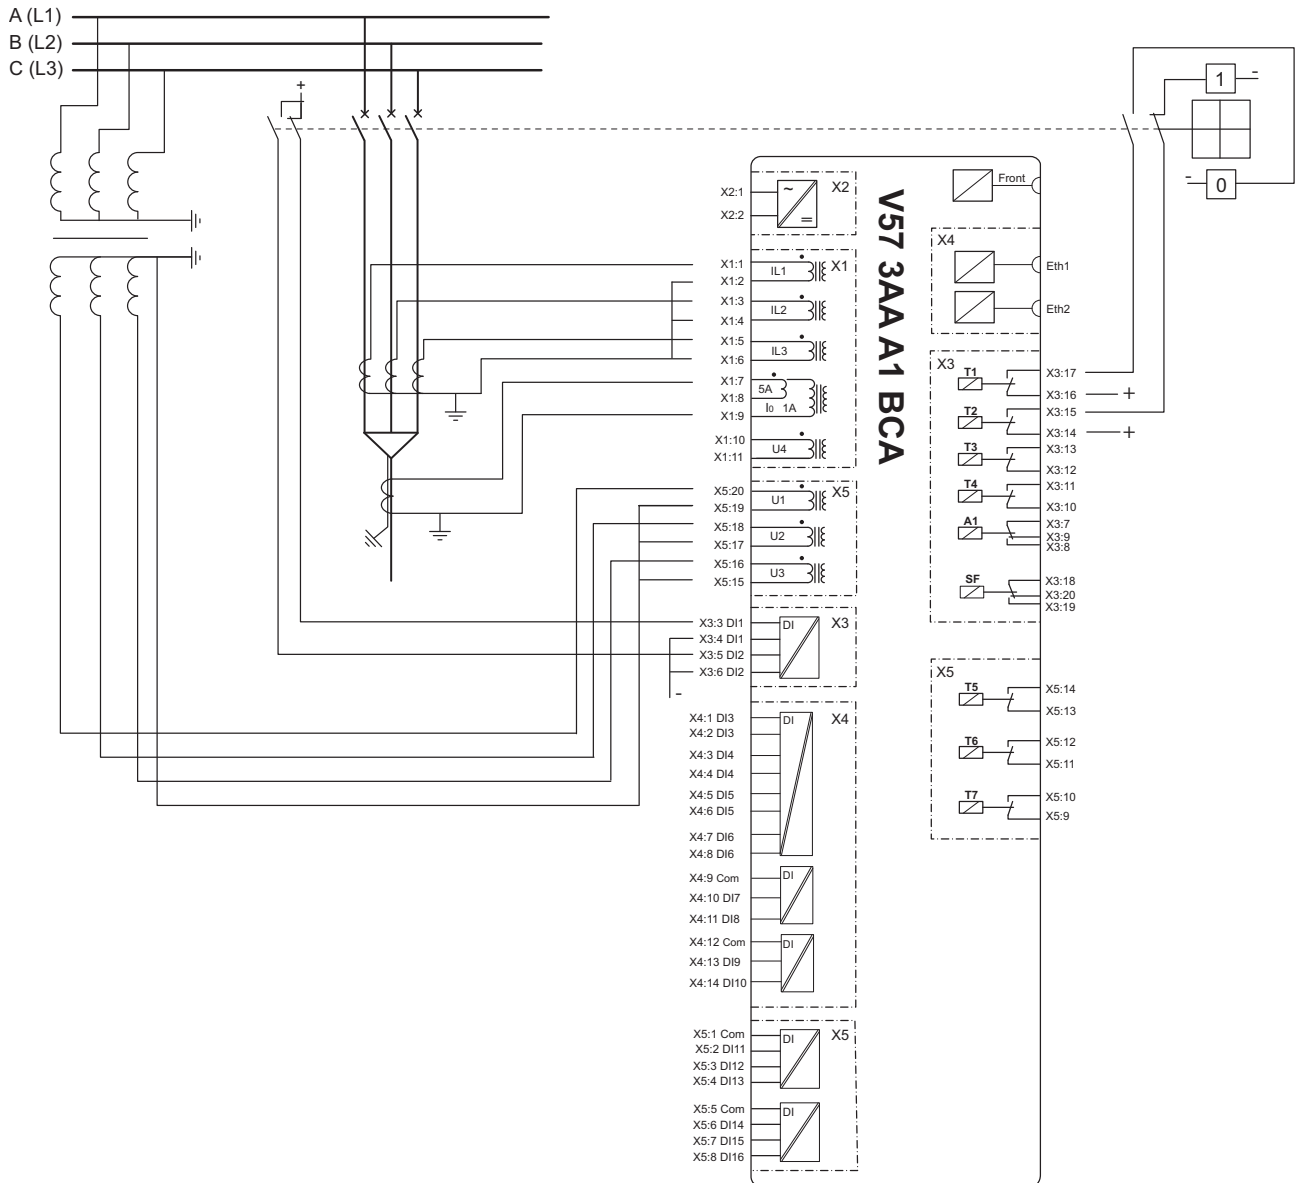 A (L1)
B (L2)
C (L3)
+
1
-
0
-
V57 3AA A1 BCA
X2:1
X2:2
~
=
X2
X1:1
X1:2
X1:3
X1:4
X1:5
X1:6
X1:7
X1:8
X1:9
X1:10
X1:11
IL1
IL2
IL3
5A
I0 1A
U4
X1
X5:20
X5:19
X5:18
X5:17
X5:16
X5:15
U1
U2
U3
X5
X3:3 DI1
X3:4 DI1
X3:5 DI2
X3:6 DI2
-
DI
X3
X4:1 DI3
X4:2 DI3
X4:3 DI4
X4:4 DI4
X4:5 DI5
X4:6 DI5
X4:7 DI6
X4:8 DI6
DI
X4
X4:9 Com
X4:10 DI7
X4:11 DI8
DI
X4:12 Com
X4:13 DI9
X4:14 DI10
DI
X5:1 Com
X5:2 DI11
X5:3 DI12
X5:4 DI13
DI
X5
X5:5 Com
X5:6 DI14
X5:7 DI15
X5:8 DI16
DI
Front
X4
Eth1
Eth2
X3
T1
X3:17
X3:16
+
T2
X3:15
X3:14
+
T3
X3:13
X3:12
T4
X3:11
X3:10
A1
X3:7
X3:9
X3:8
SF
X3:18
X3:20
X3:19
X5
T5
X5:14
X5:13
T6
X5:12
X5:11
T7
X5:10
X5:9